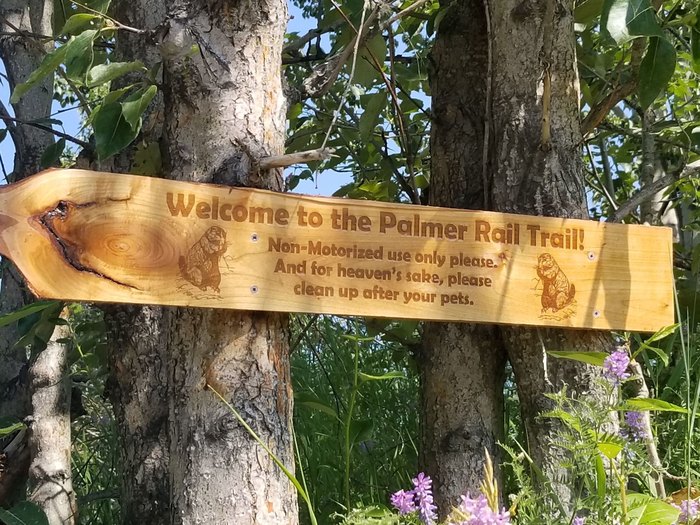 Welcome to the Palmer Rail Trail!
Non-Motorized use only please.
And for heaven's sake, please
clean up after your pets.